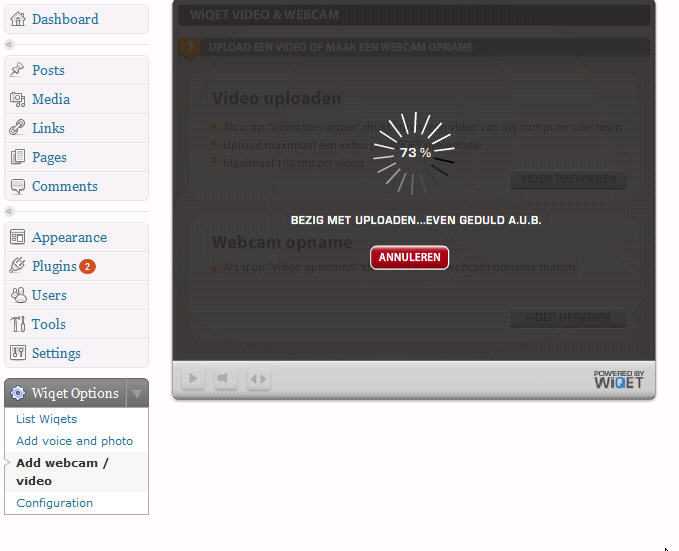 Dashboard
Posts
Media
Links
Pages
Comments
Appearance
Plugins 2
Users
Tools
Settings
Wiqet Options
List Wiqets
Add voice and photo
Add webcam /
video
Configuration
WiQET VIDEO & WEBCAM
1 UPLOAD EEN VIDEO OF MAAK EEN WEBCAM OPNAME
Video uploaden
Als u op "video toevoegen" druk video van uw computer selecteren
Upload maximaal één video
Maximaal 100 mb per video
73 %
VIDEO TOEVOEGEN
BEZIG MET UPLOADEN...EVEN GEDULD A.U.B.
Webcam opname
ANNULEREN
Als u op "video opnemen" webcam opname maken
VIDEO OPNEMEN
POWERED BY
WiQET